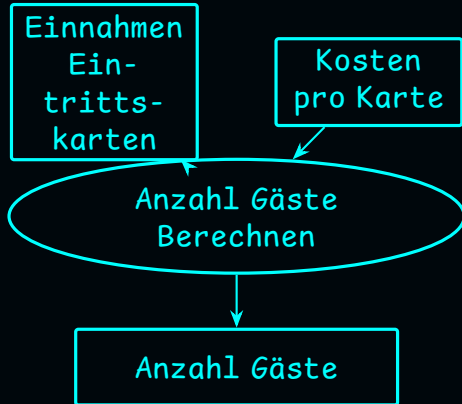 Einnahmen
Ein-
tritts-
karten
Kosten
pro Karte
Anzahl Gäste
Berechnen
Anzahl Gäste